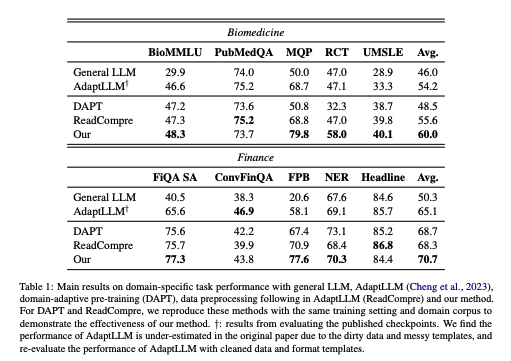 Biomedicine
BioMMLU PubMedQA MQP RCT UMSLE Avg.
General LLM 29.9 74.0 50.0 47.0 28.9 46.0
AdaptLLM† 46.6 75.2 68.7 47.1 33.3 54.2
DAPT 47.2 73.6 50.8 32.3 38.7 48.5
ReadCompre 47.3 75.2 68.8 47.0 39.8 55.6
Our 48.3 73.7 79.8 58.0 40.1 60.0
Finance
FiQA SA ConvFinQA FPB NER Headline Avg.
General LLM 40.5 38.3 20.6 67.6 84.6 50.3
AdaptLLM† 65.6 46.9 58.1 69.1 85.7 65.1
DAPT 75.6 42.2 67.4 73.1 85.2 68.7
ReadCompre 75.7 39.9 70.9 68.4 86.8 68.3
Our 77.3 43.8 77.6 70.3 84.4 70.7
Table 1: Main results on domain-specific task performance with general LLM, AdaptLLM (Cheng et al., 2023),
domain-adaptive pre-training (DAPT), data preprocessing following in AdaptLLM (ReadCompre) and our method.
For DAPT and ReadCompre, we reproduce these methods with the same training setting and domain corpus to
demonstrate the effectiveness of our method. †: results from evaluating the published checkpoints. We find the
performance of AdaptLLM is under-estimated in the original paper due to the dirty data and messy templates, and
re-evaluate the performance of AdaptLLM with cleaned data and format templates.